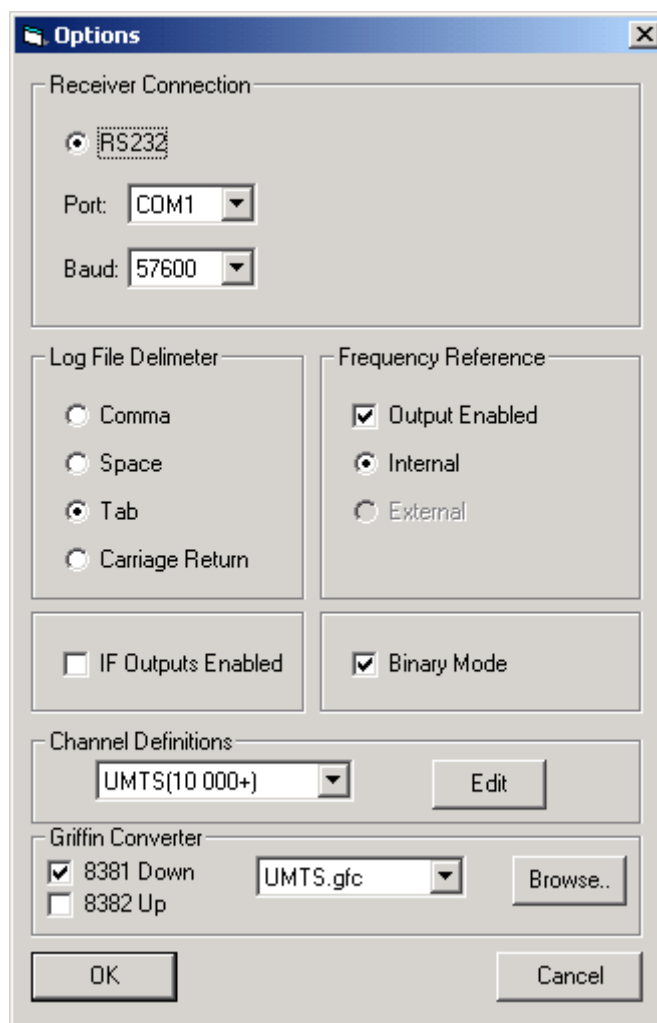 Options
Receiver Connection
RS232
Port: COM1
Baud: 57600
Log File Delimeter
Comma
Space
Tab
Carriage Return
Frequency Reference
Output Enabled
Internal
External
IF Outputs Enabled
Binary Mode
Channel Definitions
UMTS(10 000+)
Edit
Griffin Converter
8381 Down
8382 Up
UMTS.gfc
Browse..
OK
Cancel